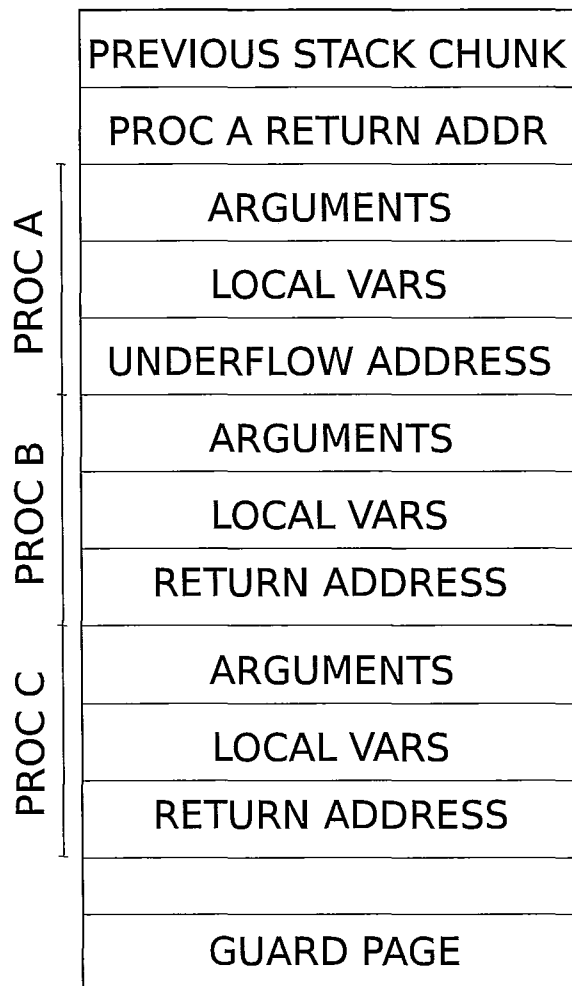 PREVIOUS STACK CHUNK
PROC A RETURN ADDR
PROC A
ARGUMENTS
LOCAL VARS
UNDERFLOW ADDRESS
PROC B
ARGUMENTS
LOCAL VARS
RETURN ADDRESS
PROC C
ARGUMENTS
LOCAL VARS
RETURN ADDRESS
GUARD PAGE